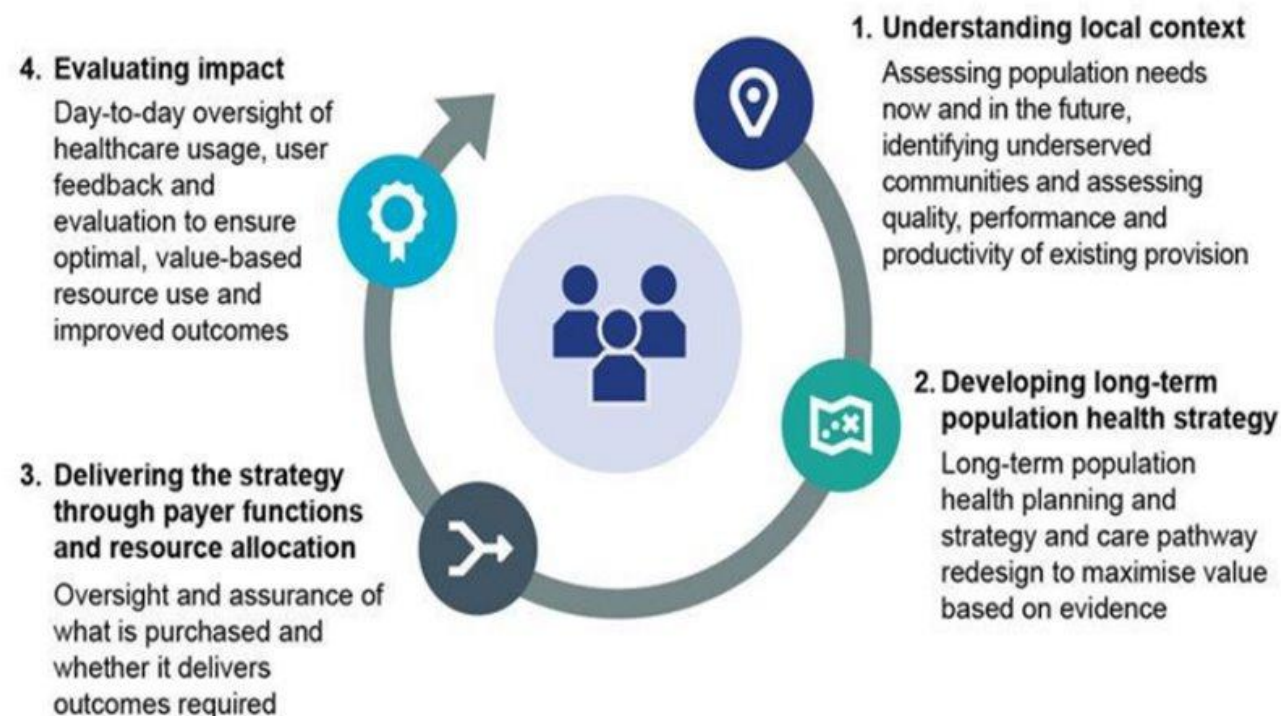 1. Understanding local context
Assessing population needs
now and in the future,
identifying underserved
communities and assessing
quality, performance and
productivity of existing provision
2. Developing long-term
population health strategy
Long-term population
health planning and
strategy and care pathway
redesign to maximise value
based on evidence
3. Delivering the strategy
through payer functions
and resource allocation
Oversight and assurance of
what is purchased and
whether it delivers
outcomes required
4. Evaluating impact
Day-to-day oversight of
healthcare usage, user
feedback and
evaluation to ensure
optimal, value-based
resource use and
improved outcomes